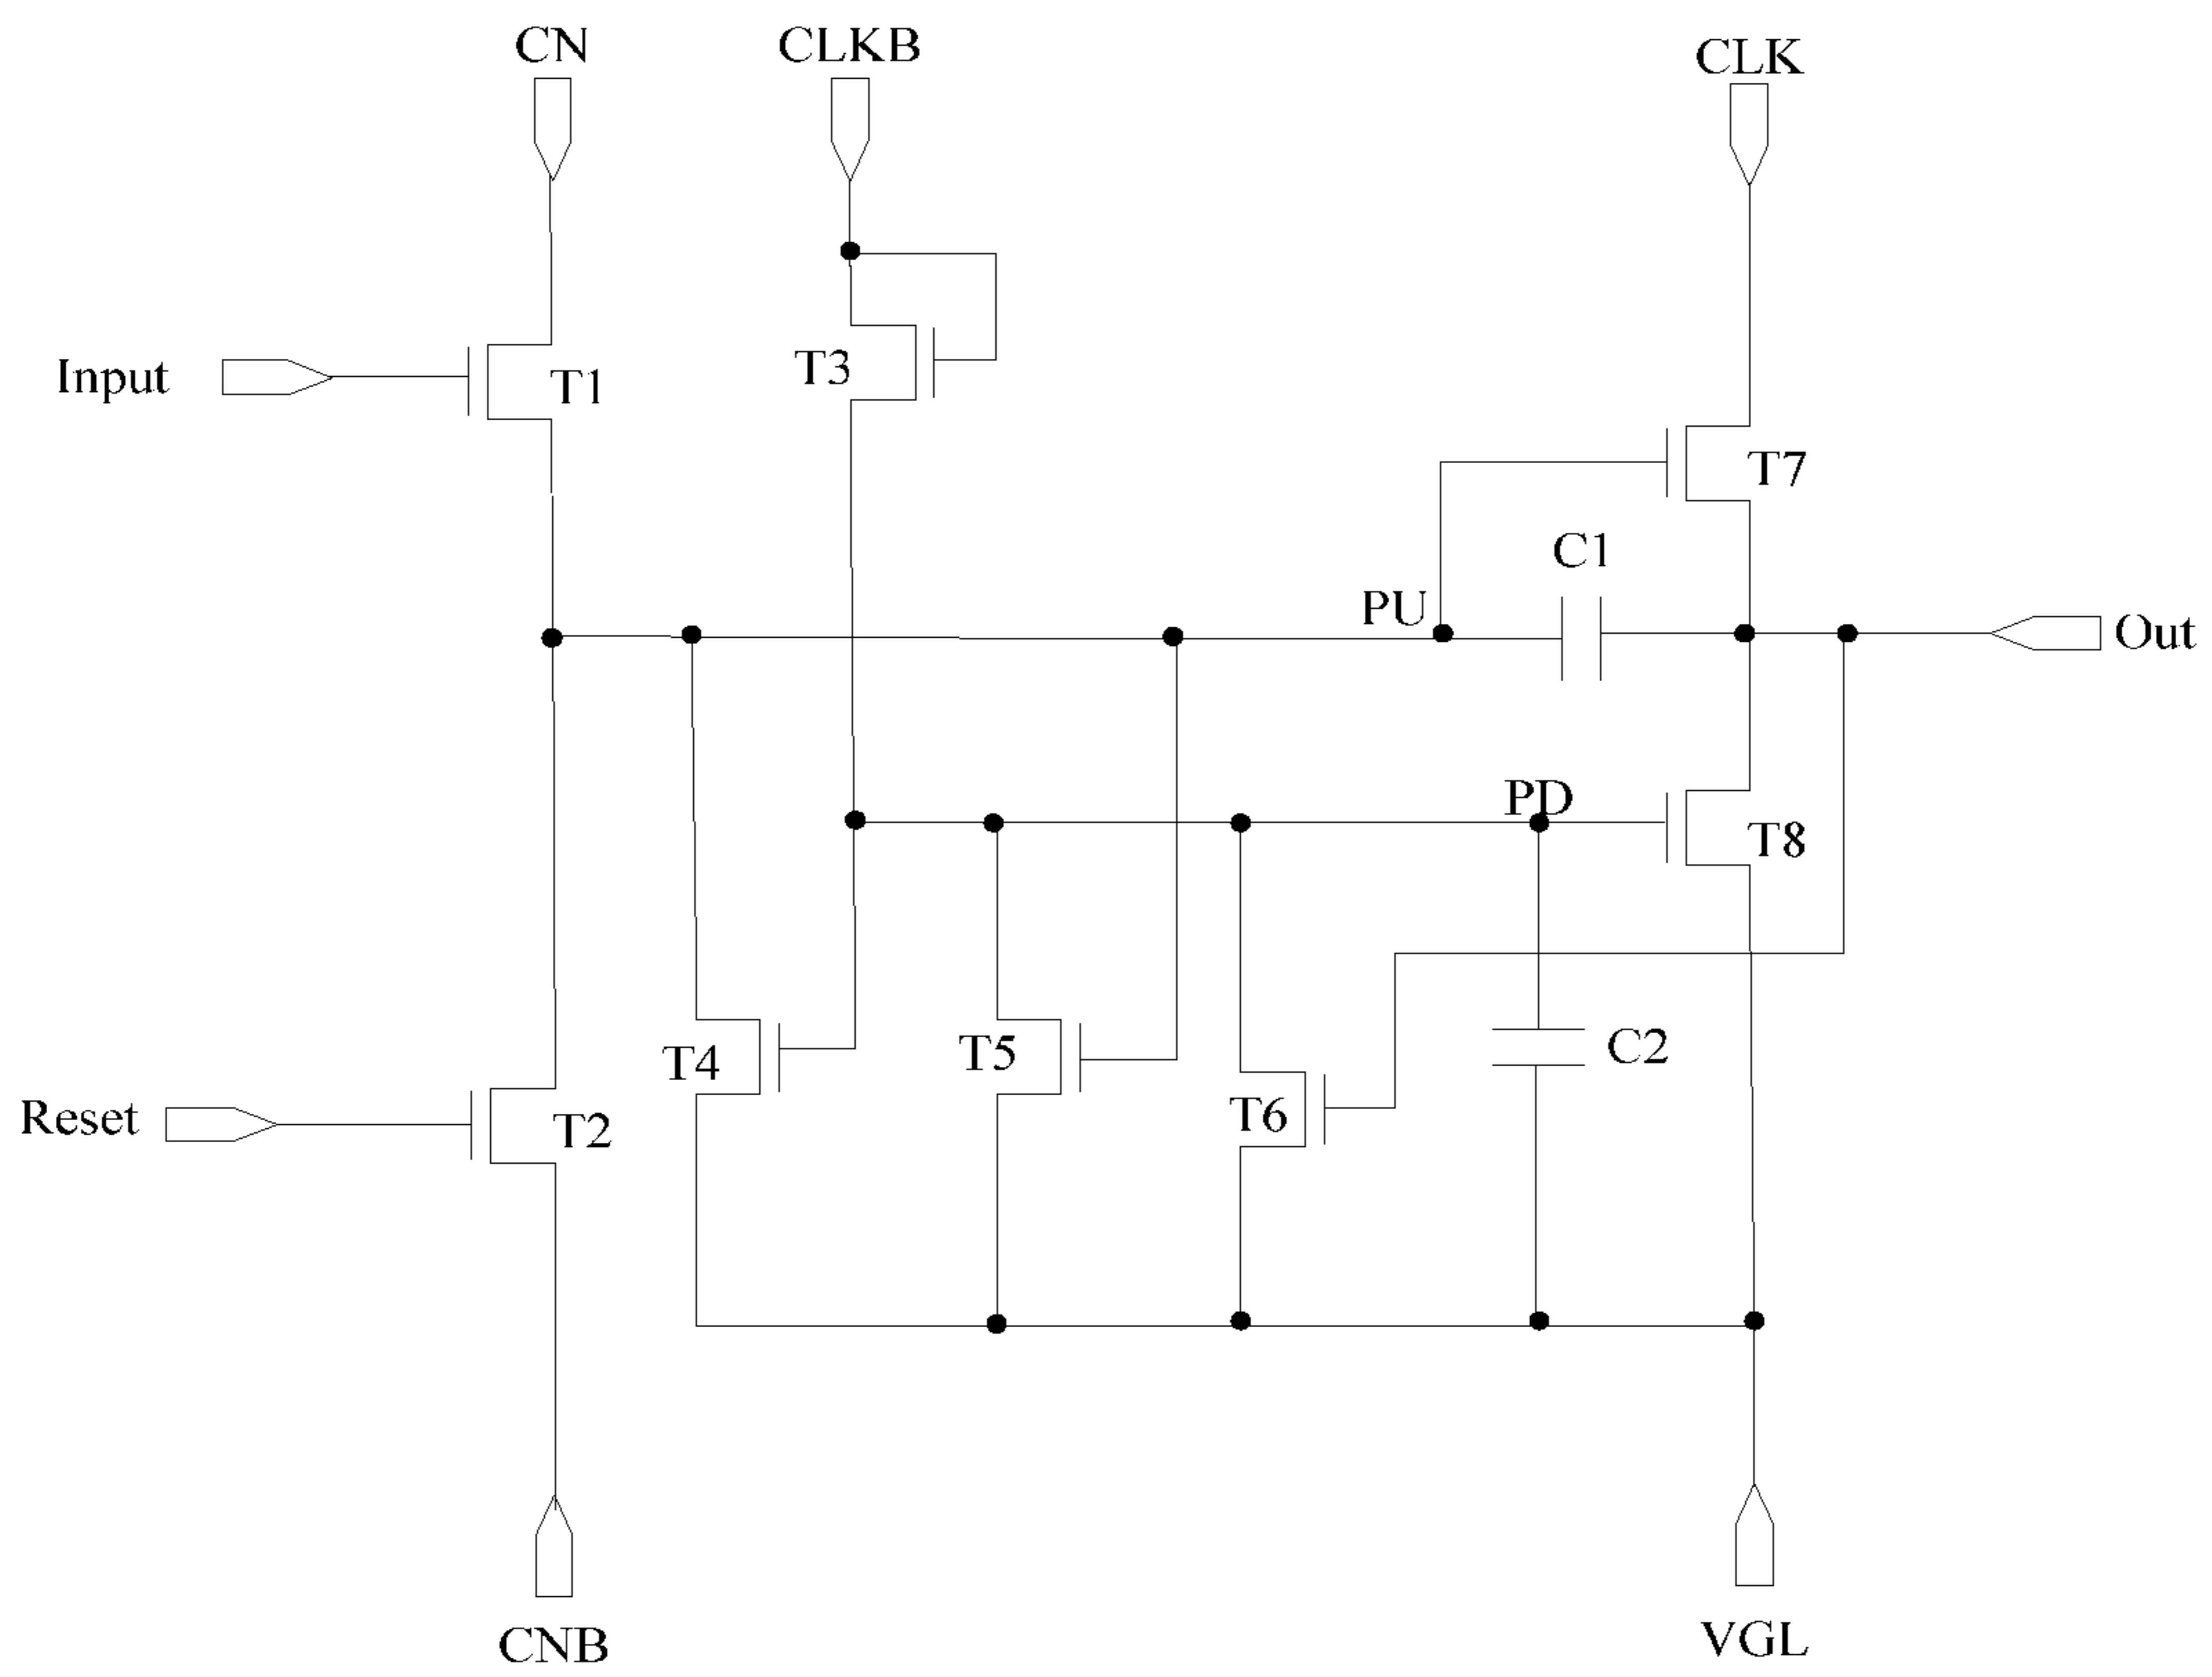 CN
CLKB
CLK
Input
T1
T3
T7
C1
PU
Out
PD
T8
T4
T5
C2
T6
Reset
T2
CNB
VGL